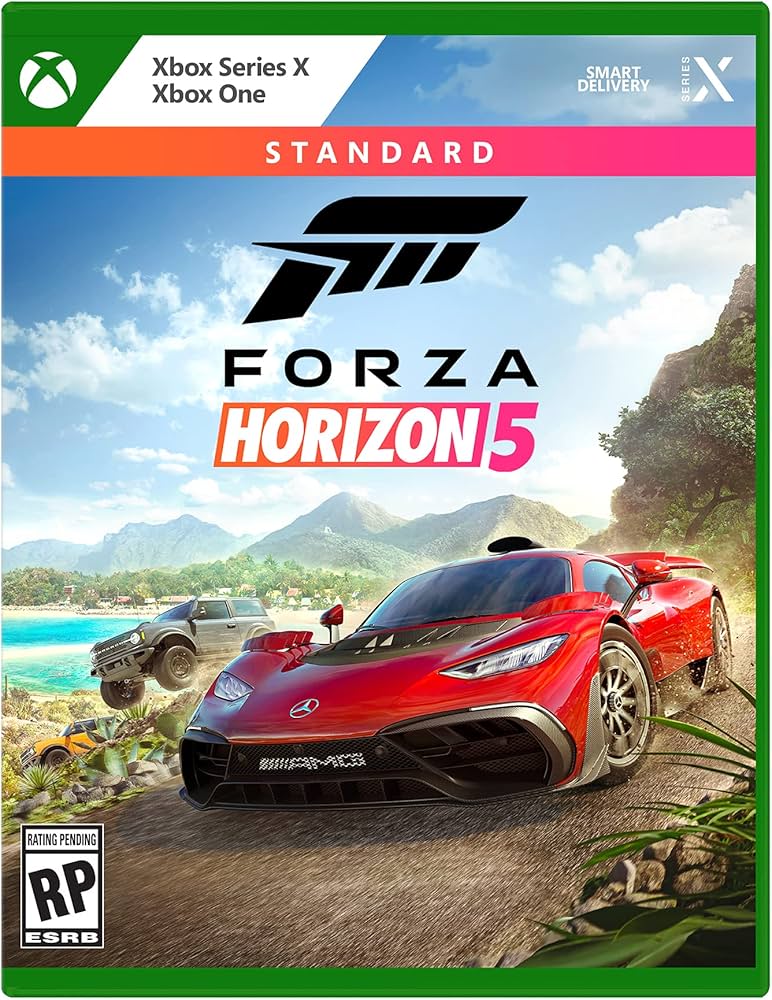 Xbox Series X
Xbox One
SMART
DELIVERY
SERIES X
STANDARD
FORZA
HORIZON 5
AMG
RATING PENDING
RP
ESRB